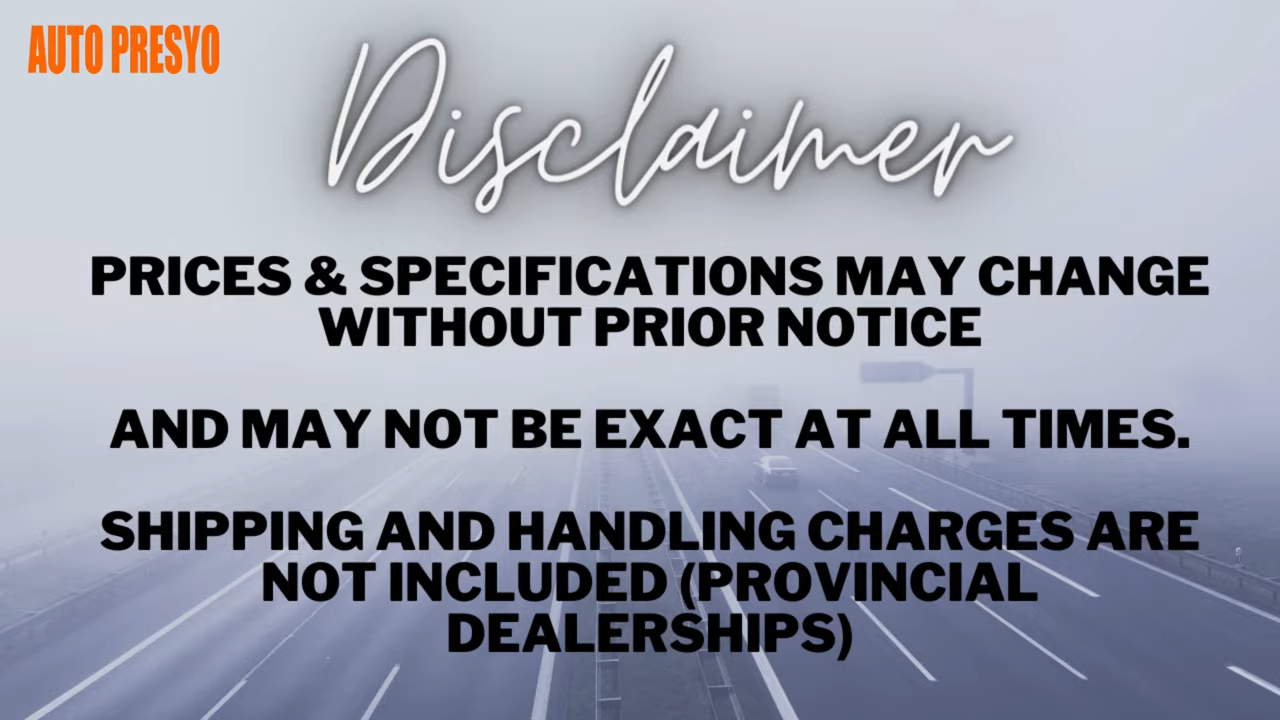 AUTO PRESYO
Disclaimer
PRICES & SPECIFICATIONS MAY CHANGE
WITHOUT PRIOR NOTICE
AND MAY NOT BE EXACT AT ALL TIMES.
SHIPPING AND HANDLING CHARGES ARE
NOT INCLUDED (PROVINCIAL
DEALERSHIPS)